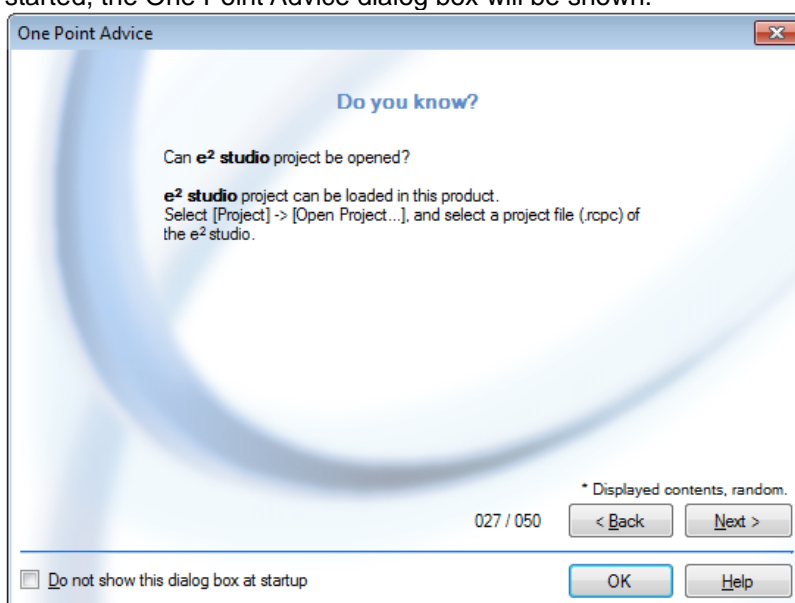 started, the One Point Advice dialog box will be shown.
One Point Advice
Do you know?
Can e² studio project be opened?
e² studio project can be loaded in this product.
Select [Project] -> [Open Project...], and select a project file (.rcpc) of
the e² studio.
* Displayed contents, random.
027 / 050
< Back
Next >
Do not show this dialog box at startup
OK
Help